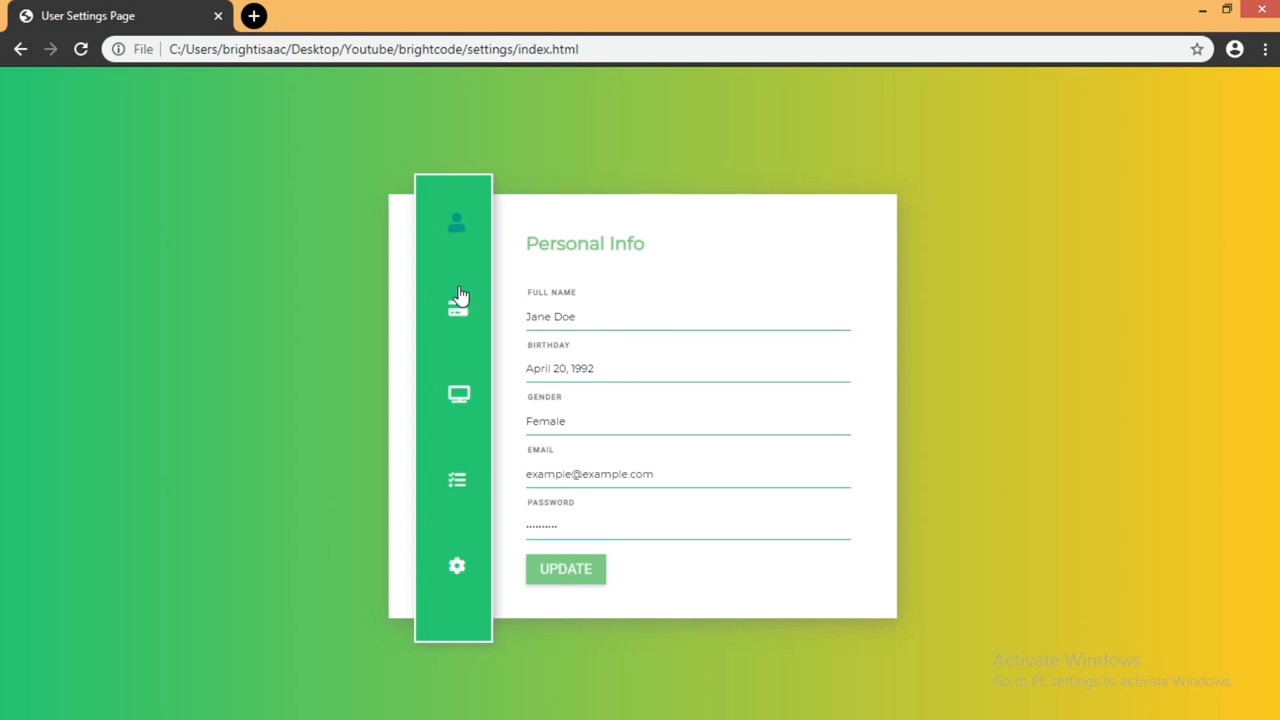 User Settings Page
File C:/Users/brightisaac/Desktop/Youtube/brightcode/settings/index.html
Personal Info
FULL NAME
Jane Doe
BIRTHDAY
April 20, 1992
GENDER
Female
EMAIL
example@example.com
PASSWORD
··········
UPDATE
Activate Windows
Go to PC settings to activate Windows.